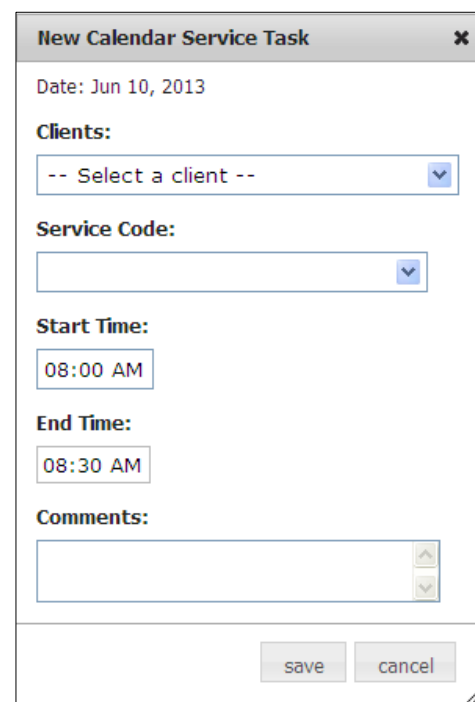 New Calendar Service Task
Date: Jun 10, 2013
Clients:
-- Select a client --
Service Code:
Start Time:
08:00 AM
End Time:
08:30 AM
Comments:
save cancel